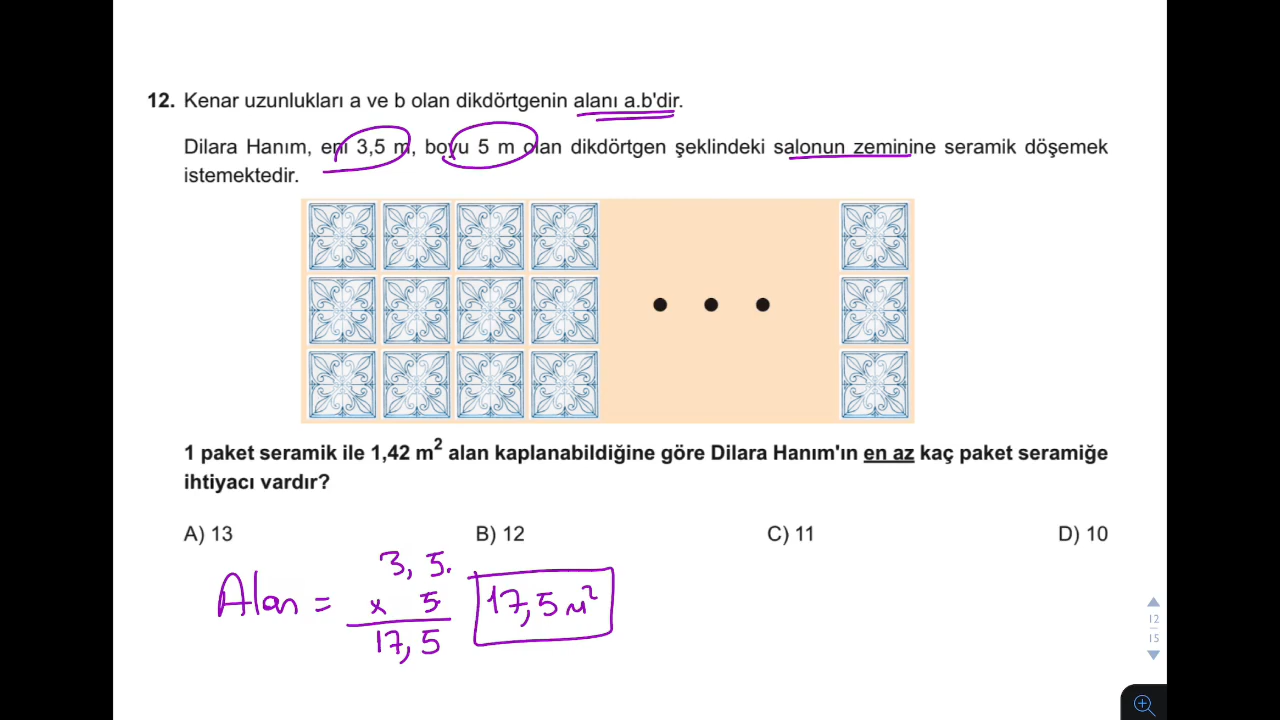 12. Kenar uzunlukları a ve b olan dikdörtgenin alanı a.b'dir.
Dilara Hanım, eni 3,5 m, boyu 5 m olan dikdörtgen şeklindeki salonun zeminine seramik döşemek
istemektedir.
1 paket seramik ile 1,42 m² alan kaplanabildiğine göre Dilara Hanım'ın en az kaç paket seramiğe
ihtiyacı vardır?
A) 13 B) 12 C) 11 D) 10
3, 5.
Alan = x 5 17,5 m²
17, 5
12
15